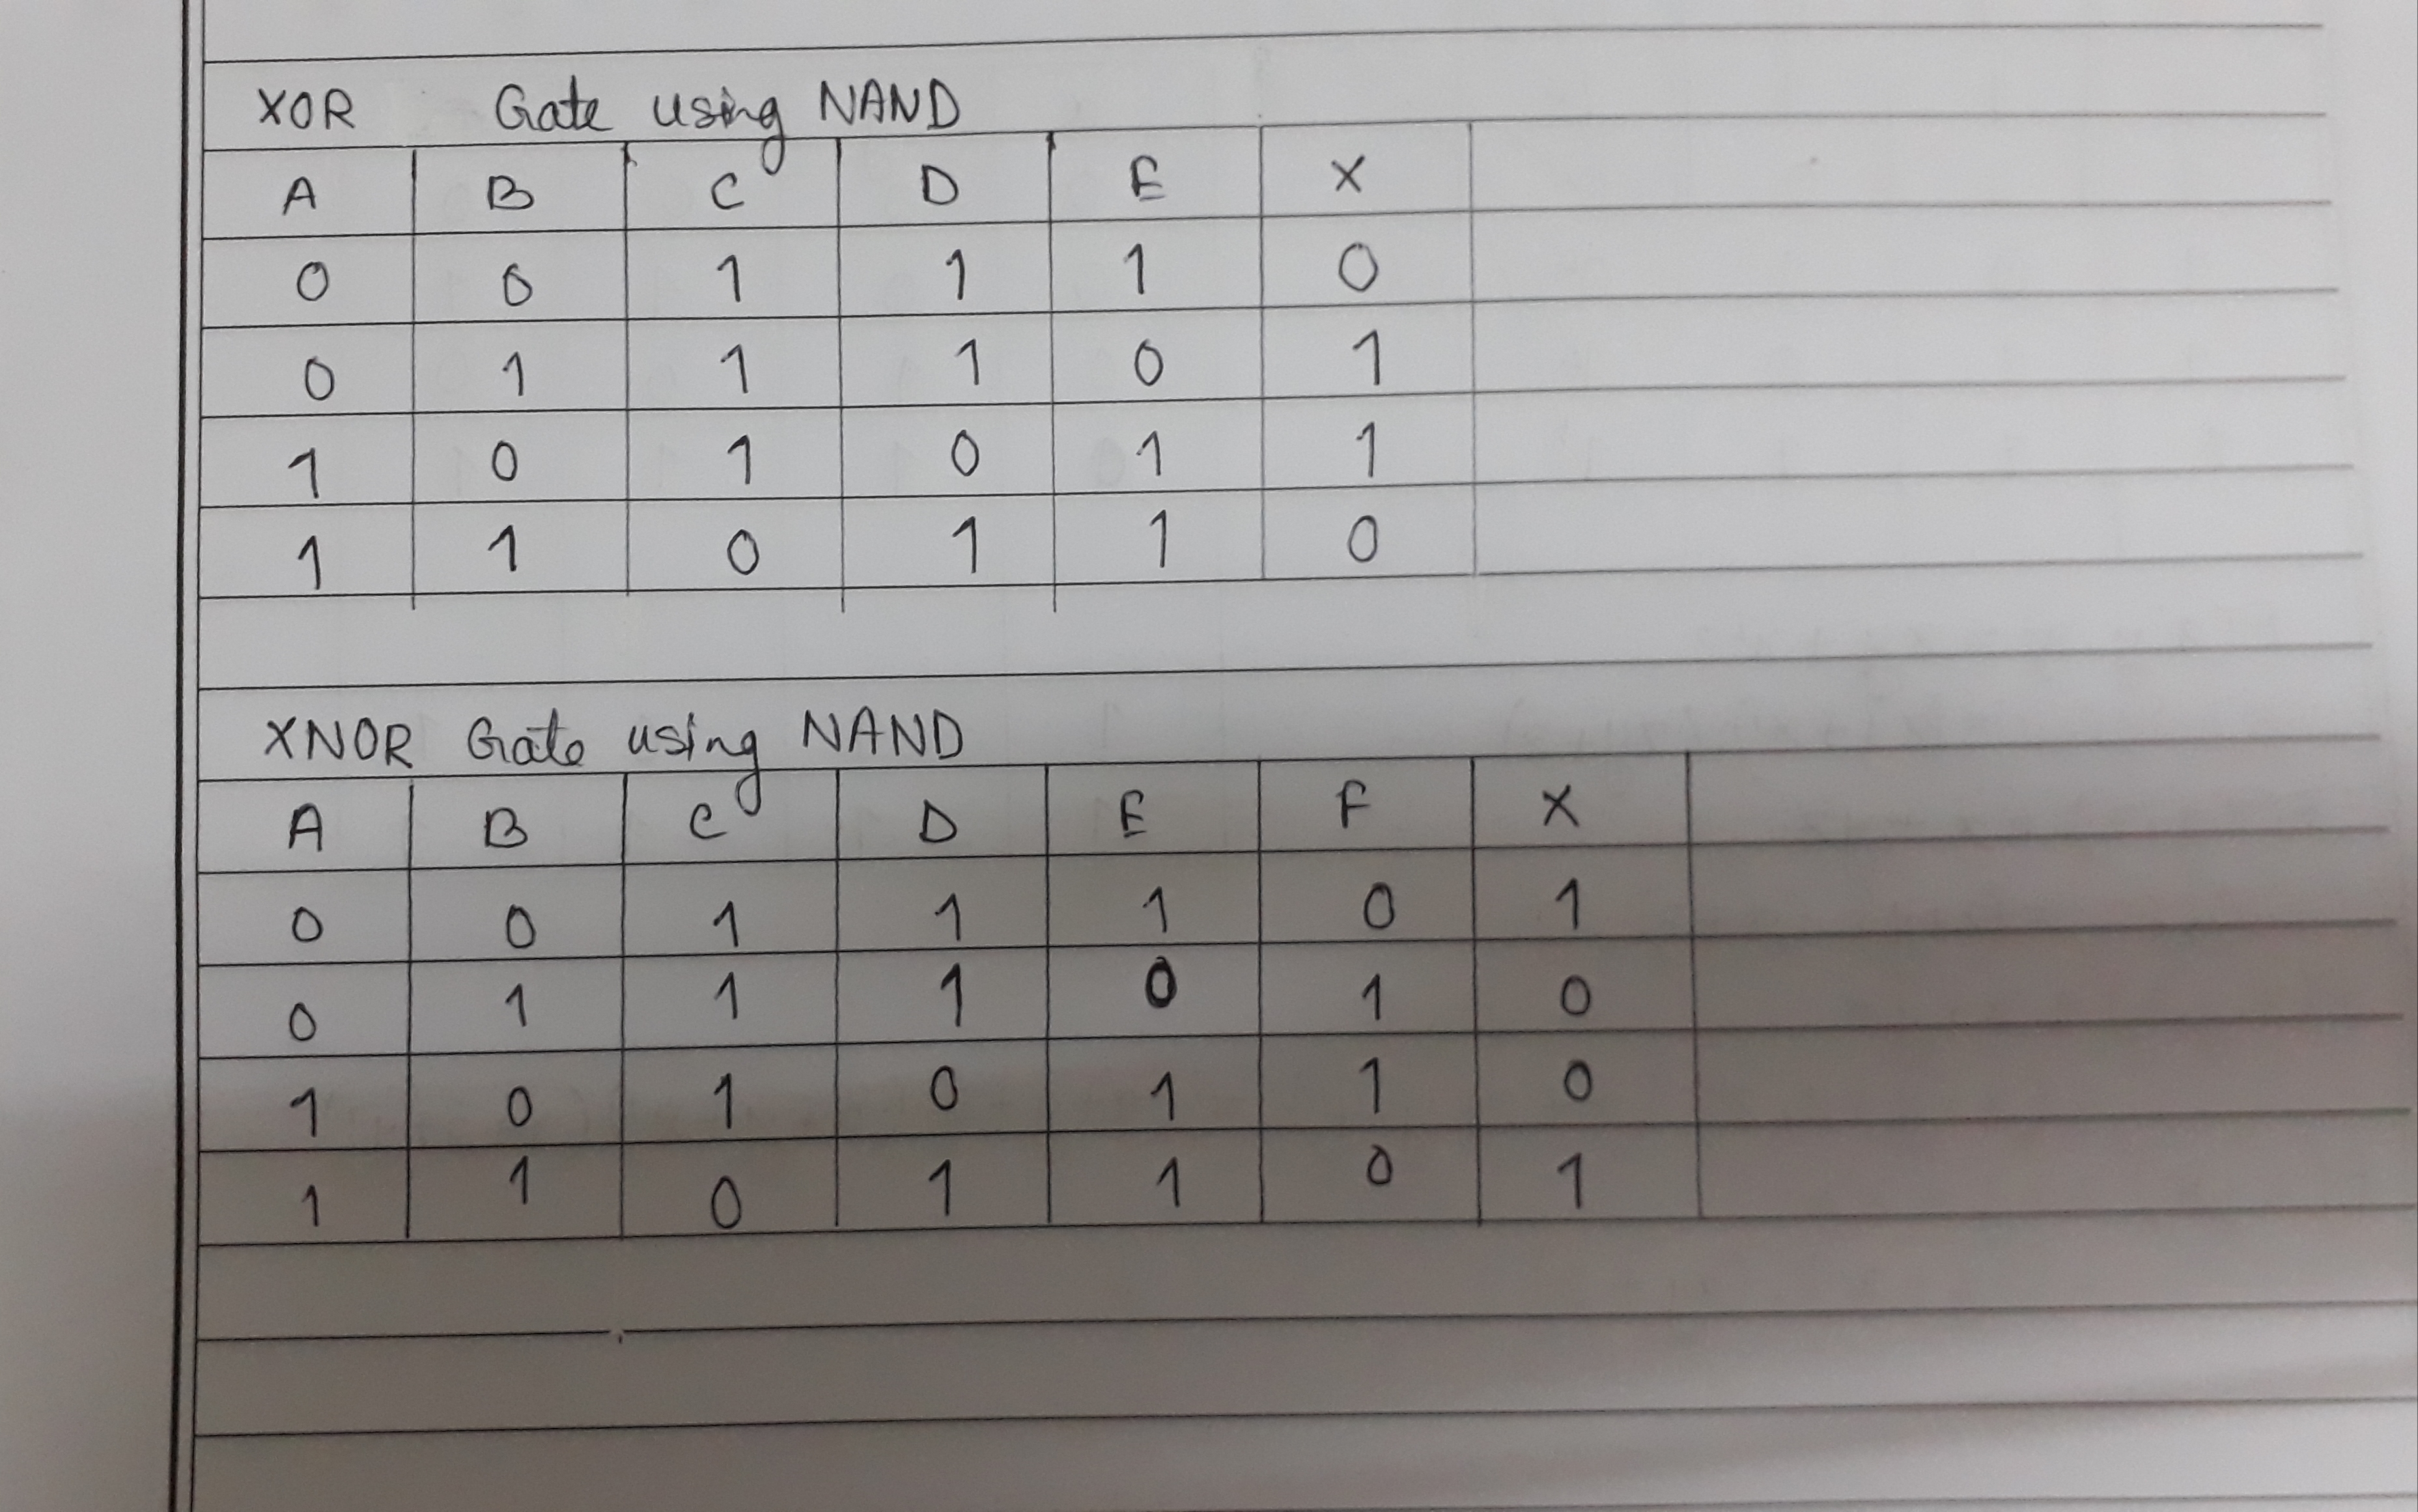 XOR Gate using NAND
A B C D E X
0 0 1 1 1 0
0 1 1 1 0 1
1 0 1 0 1 1
1 1 0 1 1 0
XNOR Gate using NAND
A B C D E F X
0 0 1 1 1 0 1
0 1 1 1 0 1 0
1 0 1 0 1 1 0
1 1 0 1 1 0 1